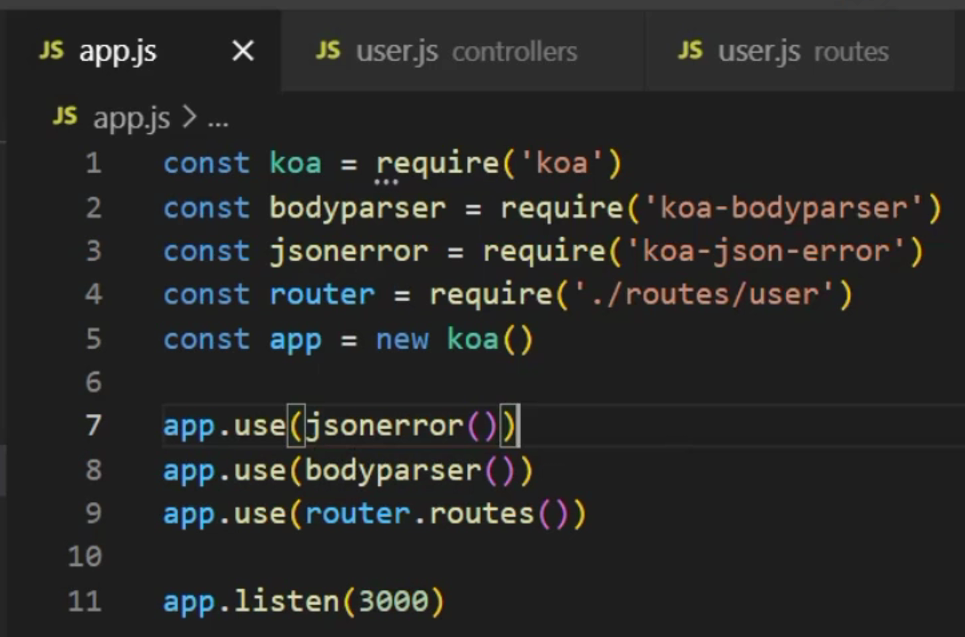 JS app.js × JS user.js controllers JS user.js routes
JS app.js > ...
1 const koa = require('koa')
2 const bodyparser = require('koa-bodyparser')
3 const jsonerror = require('koa-json-error')
4 const router = require('./routes/user')
5 const app = new koa()
6
7 app.use(jsonerror())
8 app.use(bodyparser())
9 app.use(router.routes())
10
11 app.listen(3000)